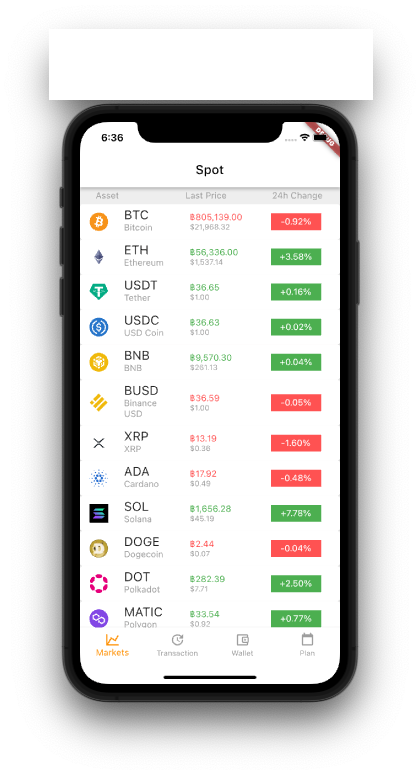 6:36
DEBUG
Spot
Asset Last Price 24h Change
BTC ฿805,139.00 -0.92%
Bitcoin $21,968.32
ETH ฿56,336.00 +3.58%
Ethereum $1,537.14
USDT ฿36.65 +0.16%
Tether $1.00
USDC ฿36.63 +0.02%
USD Coin $1.00
BNB ฿9,570.30 +0.04%
BNB $261.13
BUSD ฿36.59 -0.05%
Binance $1.00
USD
XRP ฿13.19 -1.60%
XRP $0.36
ADA ฿17.92 -0.48%
Cardano $0.49
SOL ฿1,656.28 +7.78%
Solana $45.19
DOGE ฿2.44 -0.04%
Dogecoin $0.07
DOT ฿282.39 +2.50%
Polkadot $7.71
MATIC ฿33.54 +0.77%
Polygon $0.92
Markets Transaction Wallet Plan